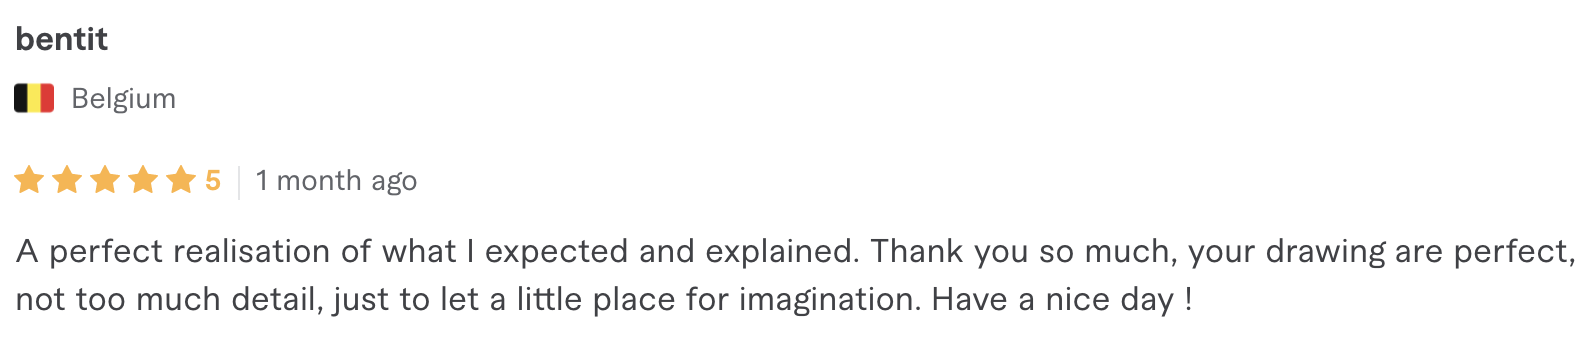 bentit
Belgium
5 1 month ago
A perfect realisation of what I expected and explained. Thank you so much, your drawing are perfect,
not too much detail, just to let a little place for imagination. Have a nice day !